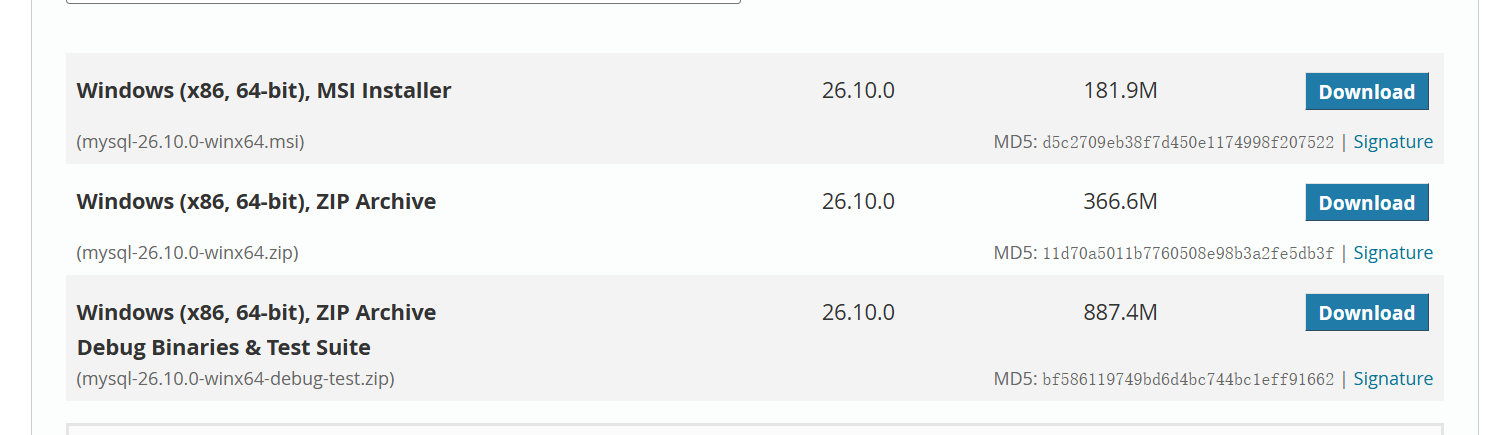 Windows (x86, 64-bit), MSI Installer 26.10.0 181.9M Download
(mysql-26.10.0-winx64.msi) MD5: d5c2709eb38f7d450e1174998f207522 | Signature
Windows (x86, 64-bit), ZIP Archive 26.10.0 366.6M Download
(mysql-26.10.0-winx64.zip) MD5: 11d70a5011b7760508e98b3a2fe5db3f | Signature
Windows (x86, 64-bit), ZIP Archive 26.10.0 887.4M Download
Debug Binaries & Test Suite
(mysql-26.10.0-winx64-debug-test.zip) MD5: bf586119749bd6d4bc744bc1eff91662 | Signature